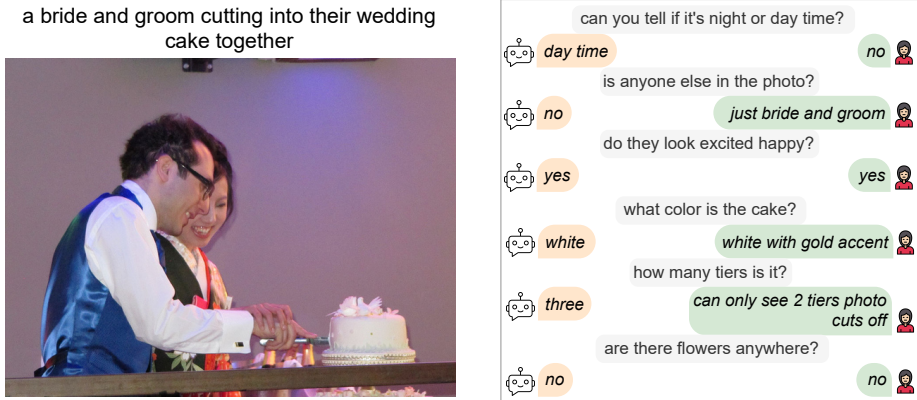 a bride and groom cutting into their wedding
cake together
can you tell if it's night or day time?
day time
no
is anyone else in the photo?
no
just bride and groom
do they look excited happy?
yes
yes
what color is the cake?
white
white with gold accent
how many tiers is it?
three
can only see 2 tiers photo
cuts off
are there flowers anywhere?
no
no